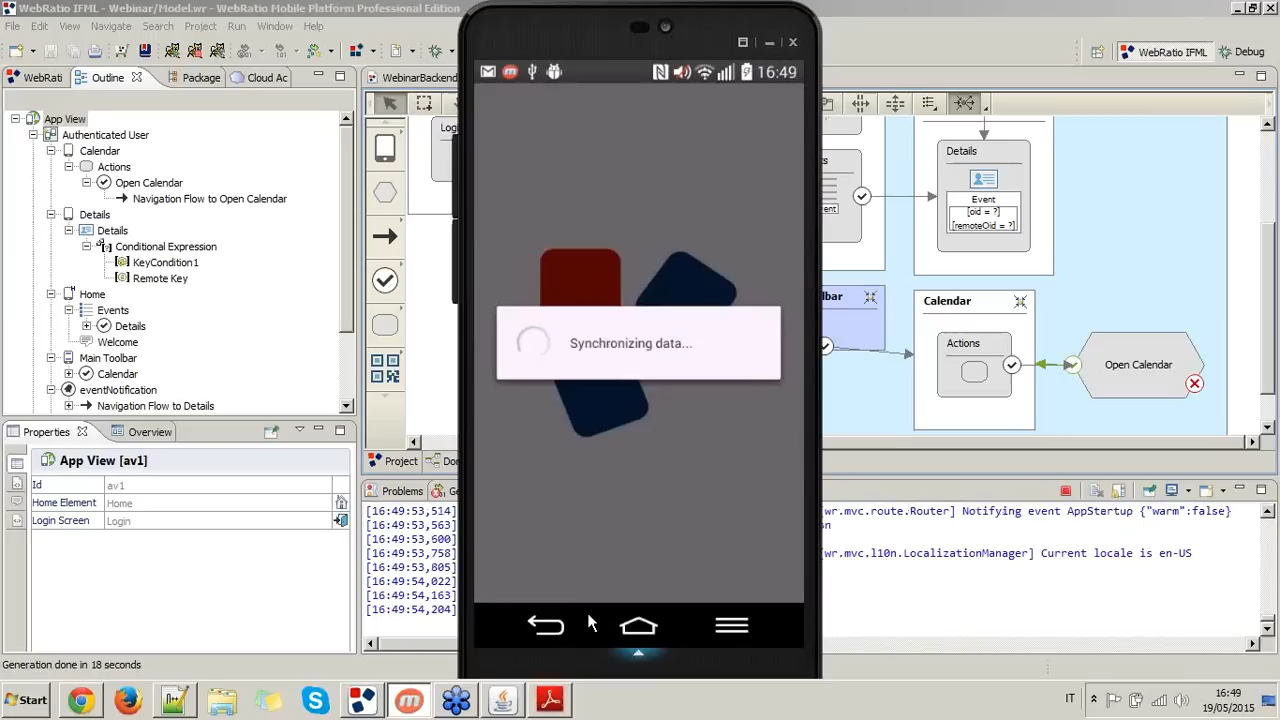 WebRatio IFML - Webinar/Model.wr - WebRatio Mobile Platform Professional Edition
File Edit View Navigate Search Project Run Window Help
WebRatio IFML
Debug
WebRati
Outline
Package
Cloud Ac
WebinarBackend
App View
Authenticated User
Calendar
Actions
Open Calendar
Navigation Flow to Open Calendar
Details
Details
Conditional Expression
KeyCondition1
Remote Key
Home
Events
Details
Welcome
Main Toolbar
Calendar
eventNotification
Navigation Flow to Details
Properties
Overview
App View [av1]
Id av1
Home Element Home
Login Screen Login
Generation done in 18 seconds
16:49
Synchronizing data...
Details
Event
[oid = ?]
[remoteOid = ?]
Calendar
Actions
Open Calendar
Project
Problems
[16:49:53,514] [wr.mvc.route.Router] Notifying event AppStartup {"warm":false}
[16:49:53,563]
[16:49:53,600]
[16:49:53,758] [wr.mvc.l10n.LocalizationManager] Current locale is en-US
[16:49:53,805]
[16:49:54,022]
[16:49:54,163]
[16:49:54,204]
Start
IT
16:49
19/05/2015